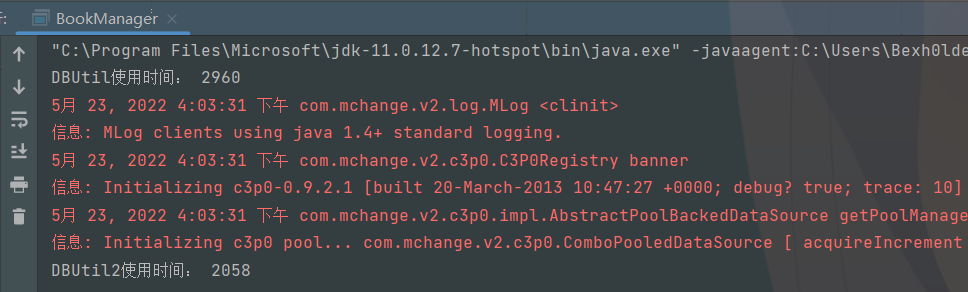 BookManager
"C:\Program Files\Microsoft\jdk-11.0.12.7-hotspot\bin\java.exe" -javaagent:C:\Users\Bexh0lde
DBUtil使用时间： 2960
5月 23, 2022 4:03:31 下午 com.mchange.v2.log.MLog <clinit>
信息: MLog clients using java 1.4+ standard logging.
5月 23, 2022 4:03:31 下午 com.mchange.v2.c3p0.C3P0Registry banner
信息: Initializing c3p0-0.9.2.1 [built 20-March-2013 10:47:27 +0000; debug? true; trace: 10]
5月 23, 2022 4:03:31 下午 com.mchange.v2.c3p0.impl.AbstractPoolBackedDataSource getPoolManage
信息: Initializing c3p0 pool... com.mchange.v2.c3p0.ComboPooledDataSource [ acquireIncrement
DBUtil2使用时间： 2058